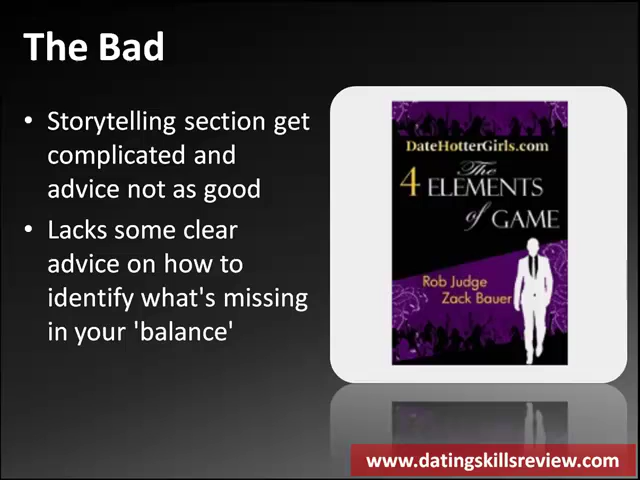 The Bad
• Storytelling section get
complicated and
advice not as good
• Lacks some clear
advice on how to
identify what's missing
in your 'balance'
DateHotterGirls.com
The
4 ELEMENTS
of GAME
Rob Judge
Zack Bauer
www.datingskillsreview.com